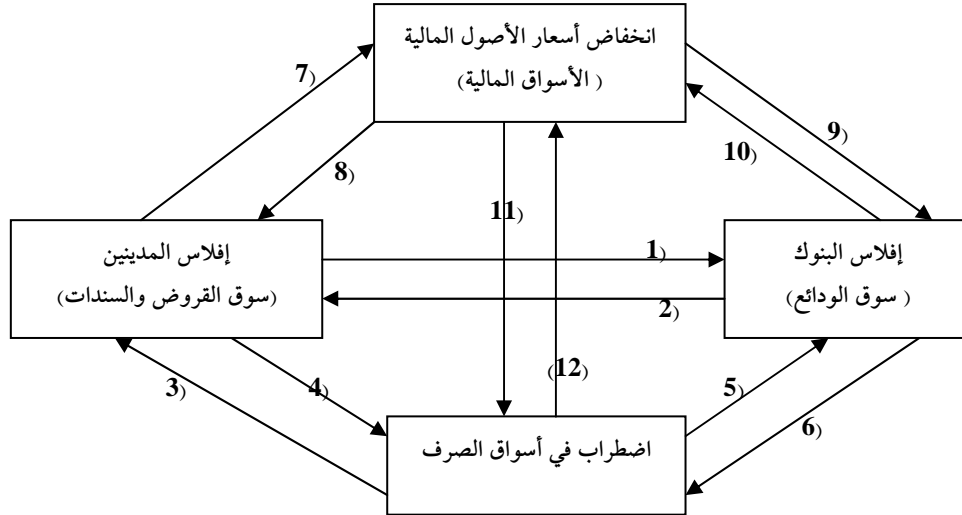 انخفاض أسعار الأصول المالية
( الأسواق المالية)
7)
9)
10)
8)
11)
إفلاس المدينين
(سوق القروض والسندات)
1)
2)
إفلاس البنوك
( سوق الودائع)
3)
4)
(12)
5)
6)
اضطراب في أسواق الصرف